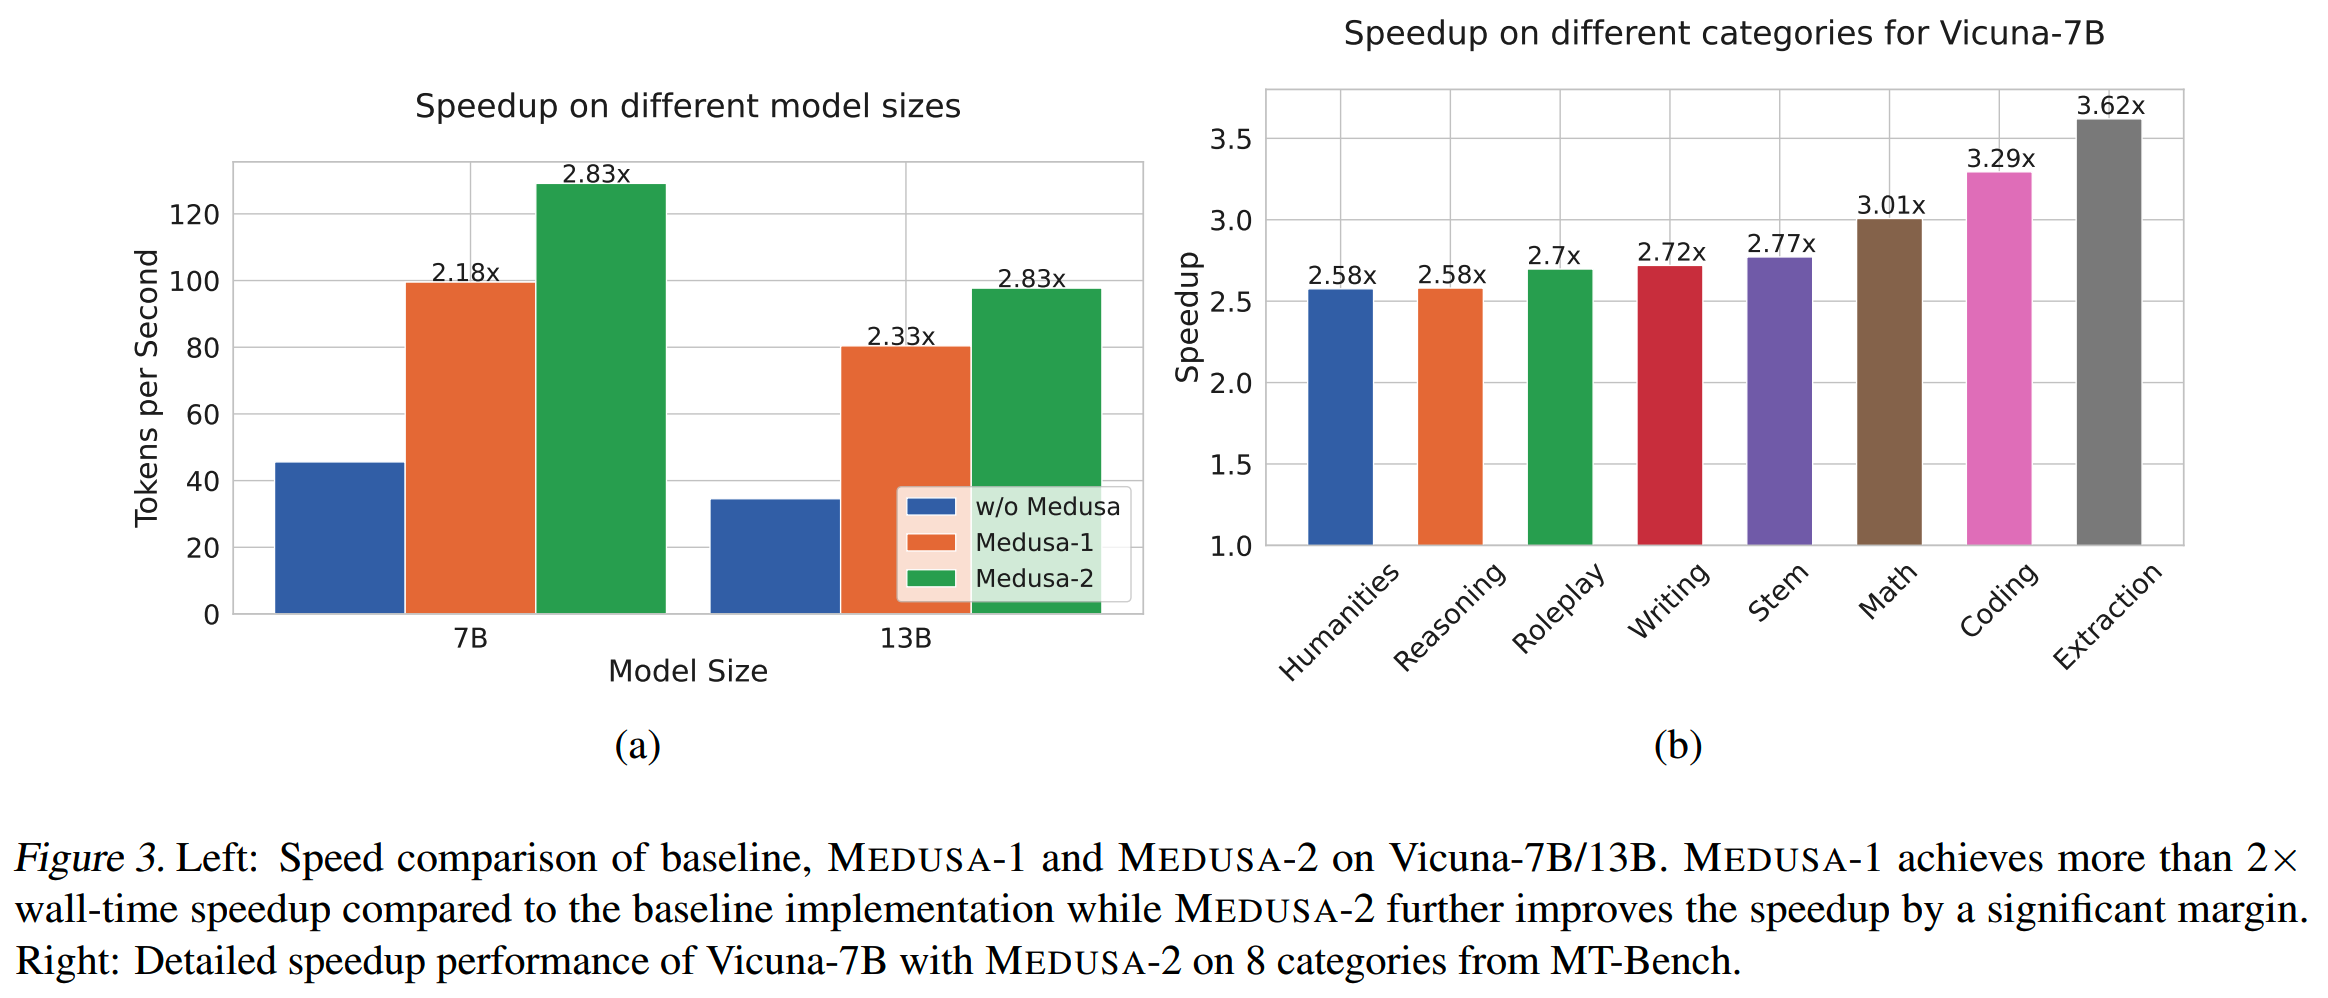 Speedup on different model sizes
Tokens per Second
120
100
80
60
40
20
0
2.18x
2.83x
2.33x
2.83x
w/o Medusa
Medusa-1
Medusa-2
7B
13B
Model Size
(a)
Speedup on different categories for Vicuna-7B
Speedup
3.5
3.0
2.5
2.0
1.5
1.0
2.58x
2.58x
2.7x
2.72x
2.77x
3.01x
3.29x
3.62x
Humanities
Reasoning
Roleplay
Writing
Stem
Math
Coding
Extraction
(b)
Figure 3. Left: Speed comparison of baseline, MEDUSA-1 and MEDUSA-2 on Vicuna-7B/13B. MEDUSA-1 achieves more than 2×
wall-time speedup compared to the baseline implementation while MEDUSA-2 further improves the speedup by a significant margin.
Right: Detailed speedup performance of Vicuna-7B with MEDUSA-2 on 8 categories from MT-Bench.